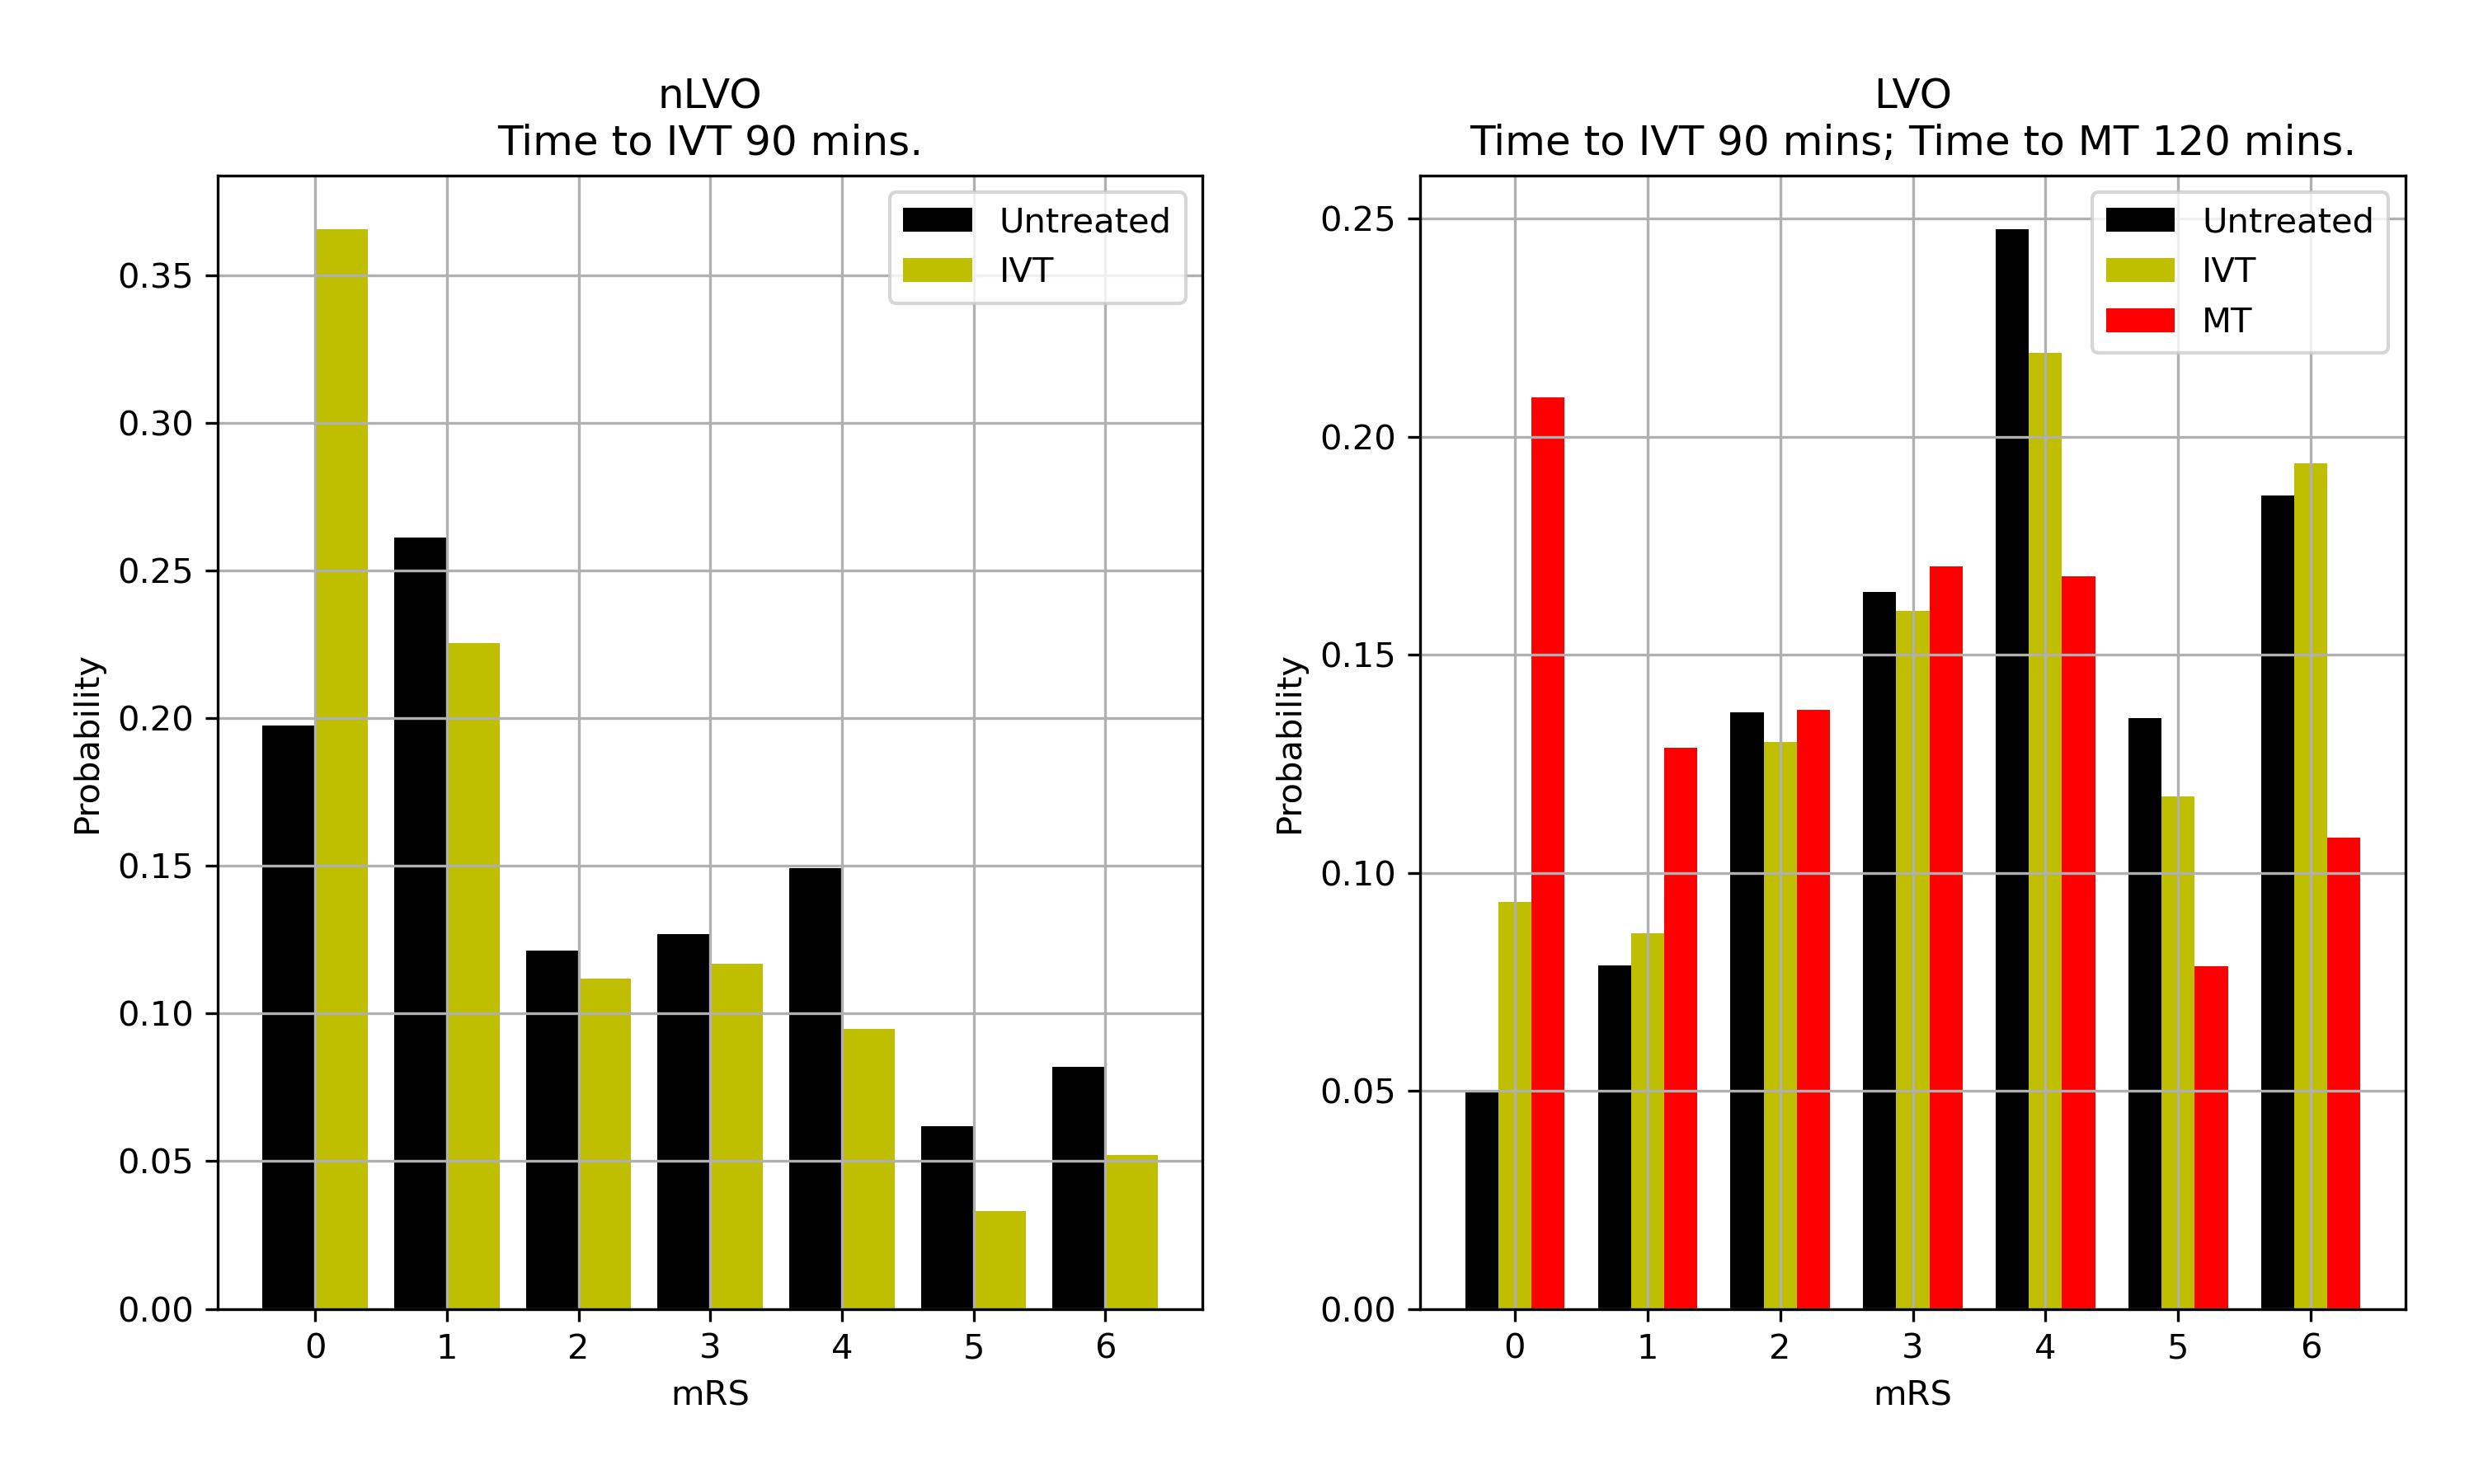 nLVO
Time to IVT 90 mins.
Untreated
IVT
0.35
0.30
0.25
0.20
0.15
0.10
0.05
0.00
Probability
0 1 2 3 4 5 6
mRS
LVO
Time to IVT 90 mins; Time to MT 120 mins.
Untreated
IVT
MT
0.25
0.20
0.15
0.10
0.05
0.00
Probability
0 1 2 3 4 5 6
mRS